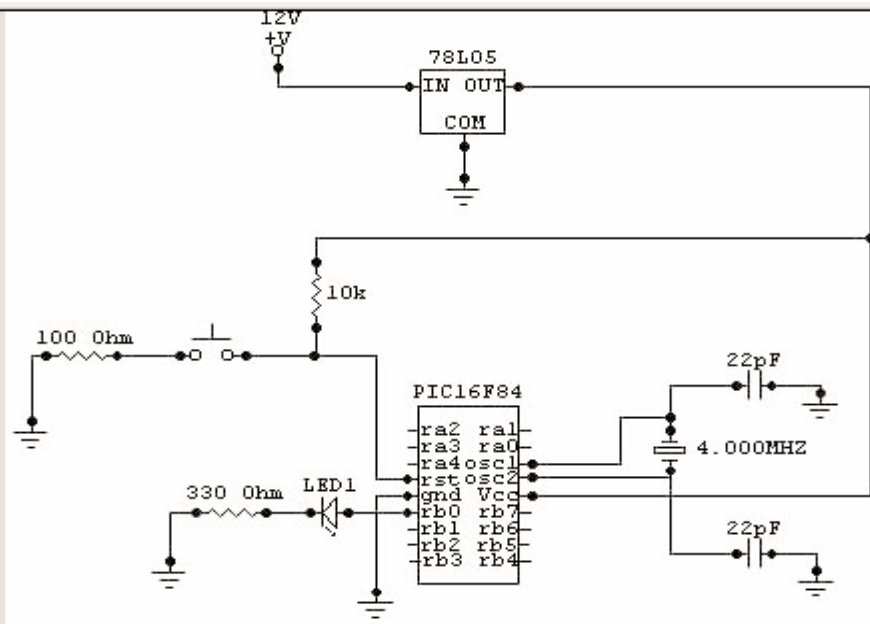 12V
+V
78L05
IN OUT
COM
10k
100 Ohm
22pF
PIC16F84
ra2 ra1
ra3 ra0
ra4 osc1
rst osc2
gnd Vcc
rb0 rb7
rb1 rb6
rb2 rb5
rb3 rb4
4.000MHZ
330 Ohm
LED1
22pF